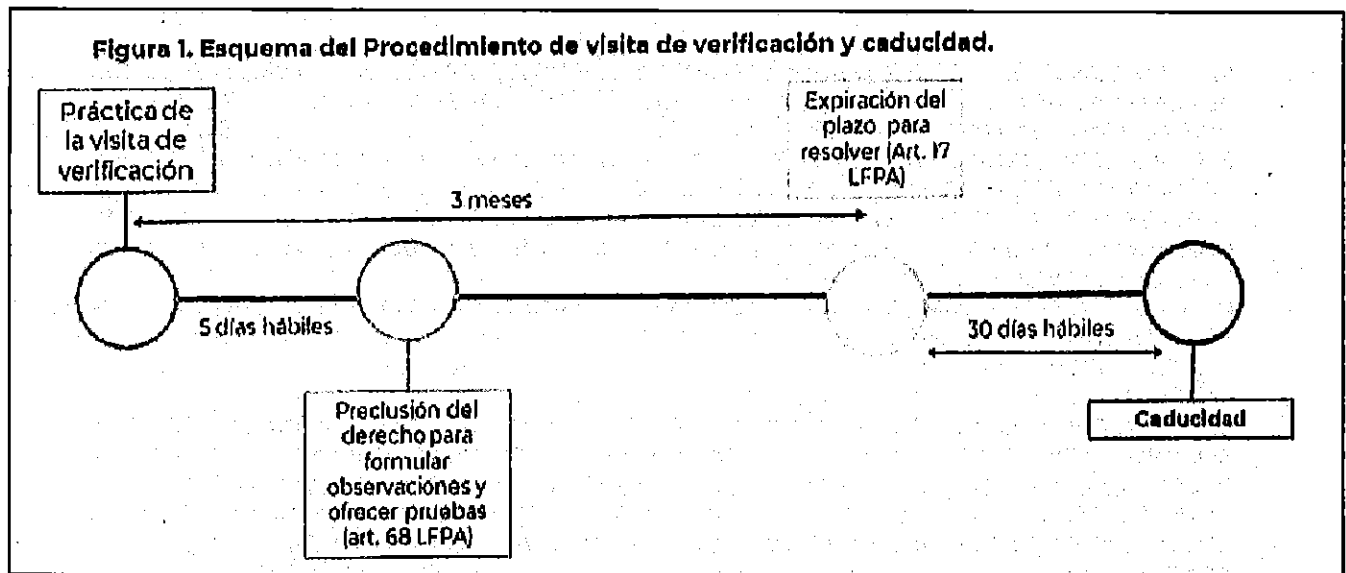 Figura 1. Esquema del Procedimiento de visita de verificación y caducidad.
Práctica de
la visita de
verificación
Expiración del
plazo para
resolver (Art. 17
LFPA)
3 meses
5 días hábiles
30 días hábiles
Preclusión del
derecho para
formular
observaciones y
ofrecer pruebas
(art. 68 LFPA)
Caducidad